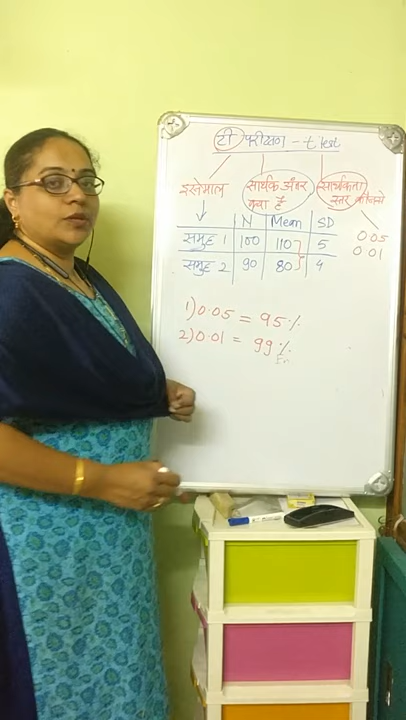 टी परीक्षण - t test
इस्तेमाल सार्थक अंतर क्या है सार्थकता स्तर कौनसे
N Mean SD
समुह 1 100 110 5 0.05
समुह 2 90 80 4 0.01
1) 0.05 = 95%
2) 0.01 = 99%